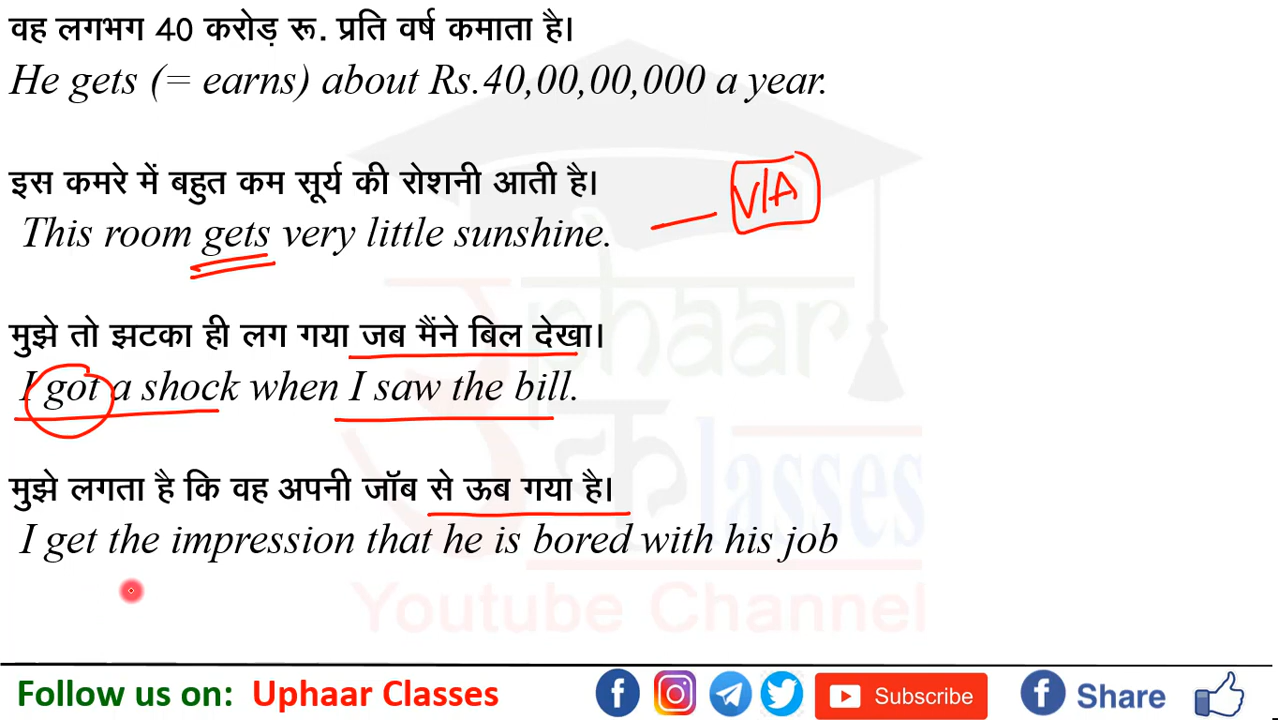 वह लगभग 40 करोड़ रू. प्रति वर्ष कमाता है।
He gets (= earns) about Rs.40,00,00,000 a year.
इस कमरे में बहुत कम सूर्य की रोशनी आती है।
This room gets very little sunshine.
V/A
मुझे तो झटका ही लग गया जब मैंने बिल देखा।
I got a shock when I saw the bill.
मुझे लगता है कि वह अपनी जॉब से ऊब गया है।
I get the impression that he is bored with his job
उphaar
क्lasses
Youtube Channel
Follow us on: Uphaar Classes
Subscribe
Share